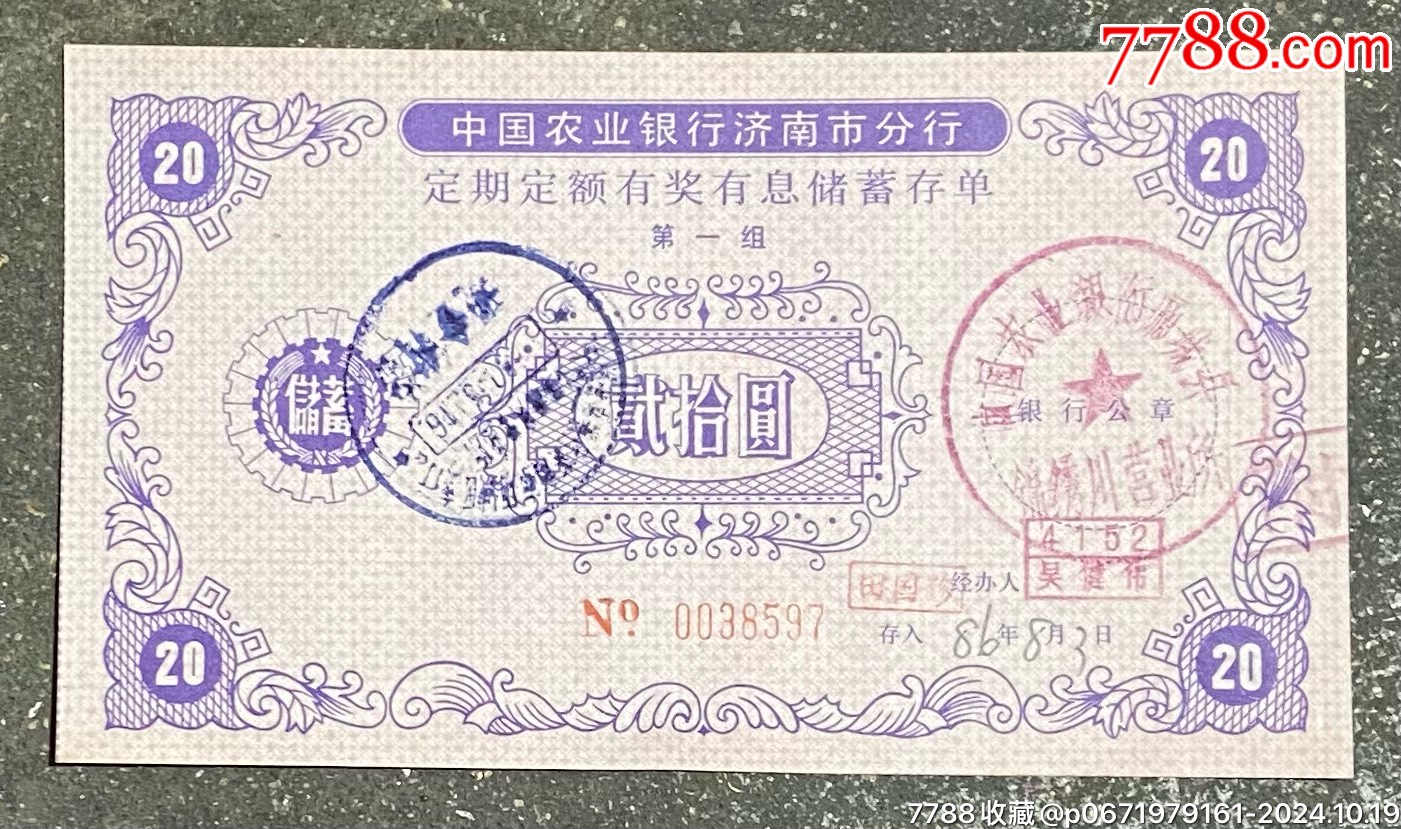 7788.com
中国农业银行济南市分行
20
20
定期定额有奖有息储蓄存单
第一组
儲蓄
貳拾圓
银行公章
4152
吴健伟
经办人
№ 0038597
存入 86年8月3日
20
20
7788收藏@p0671979161-2024.10.19